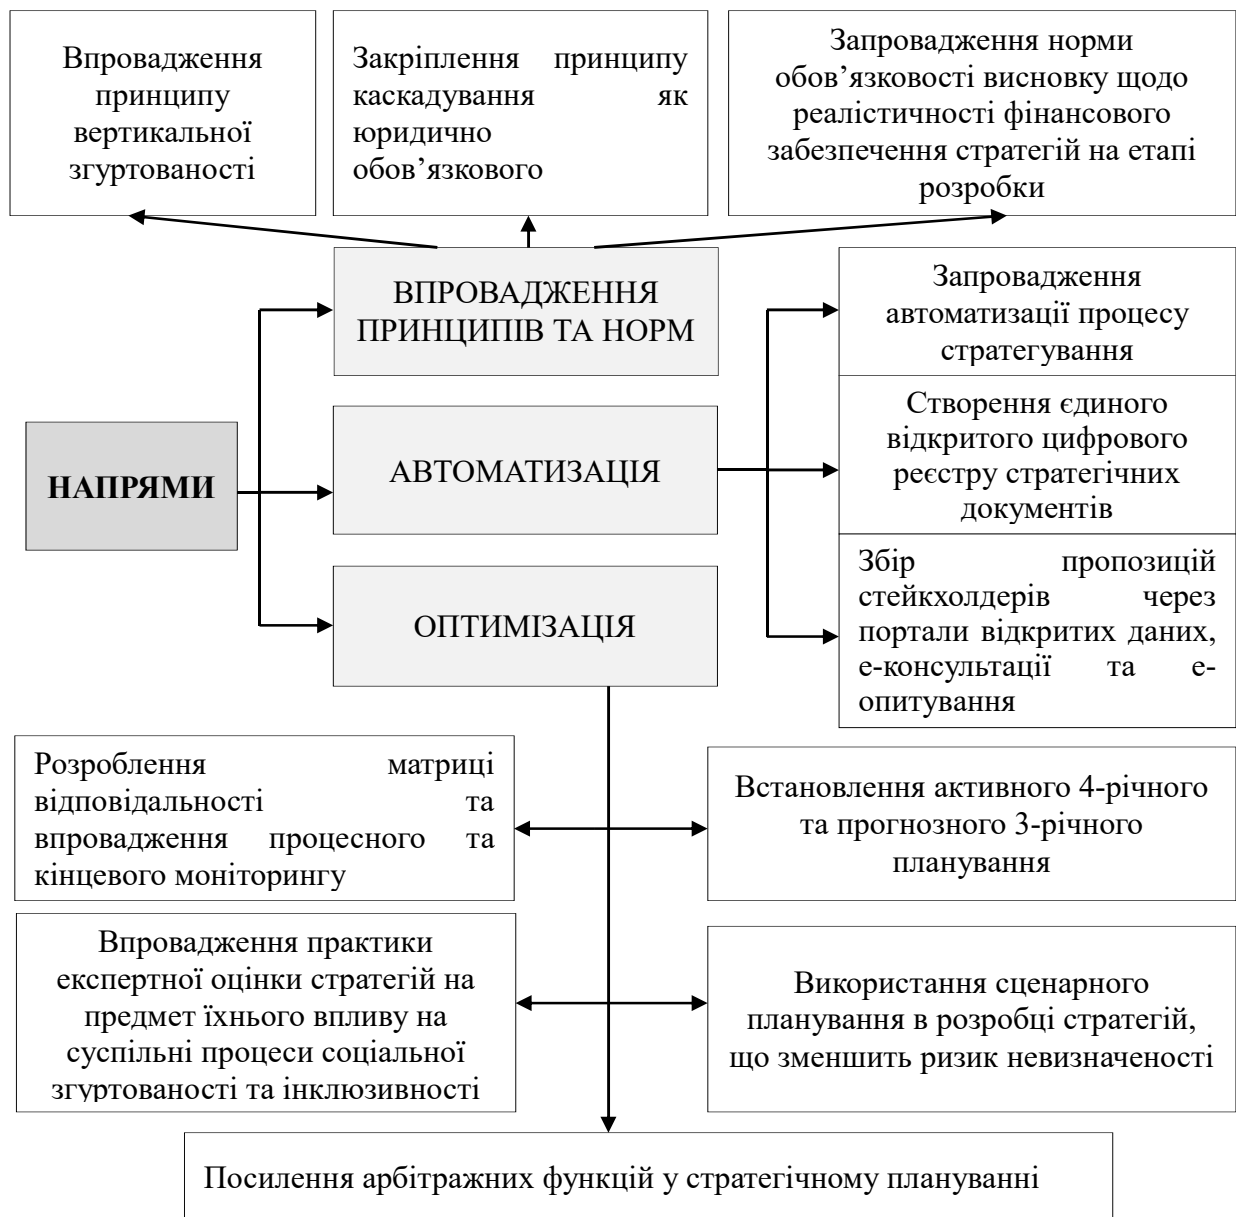 Впровадження
принципу
вертикальної
згуртованості
Закріплення принципу
каскадування як
юридично
обов’язкового
Запровадження норми
обов’язковості висновку щодо
реалістичності фінансового
забезпечення стратегій на етапі
розробки
ВПРОВАДЖЕННЯ
ПРИНЦИПІВ ТА НОРМ
Запровадження
автоматизації процесу
стратегування
НАПРЯМИ
АВТОМАТИЗАЦІЯ
Створення єдиного
відкритого цифрового
реєстру стратегічних
документів
ОПТИМІЗАЦІЯ
Збір пропозицій
стейкхолдерів через
портали відкритих даних,
е-консультації та е-
опитування
Розроблення матриці
відповідальності та
впровадження процесного та
кінцевого моніторингу
Встановлення активного 4-річного
та прогнозного 3-річного
планування
Впровадження практики
експертної оцінки стратегій на
предмет їхнього впливу на
суспільні процеси соціальної
згуртованості та інклюзивності
Використання сценарного
планування в розробці стратегій,
що зменшить ризик невизначеності
Посилення арбітражних функцій у стратегічному плануванні